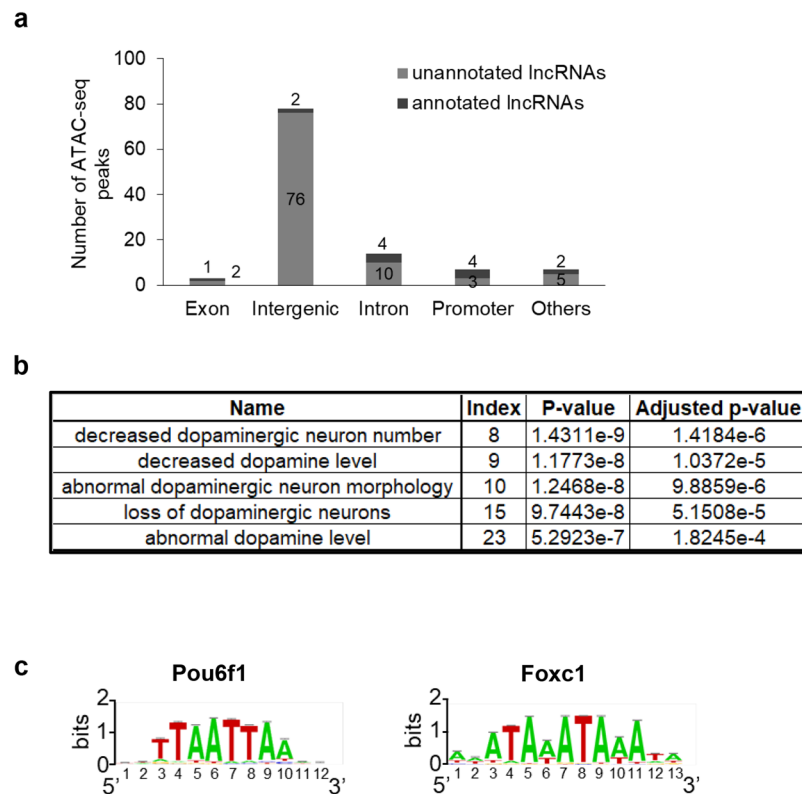 a
Number of ATAC-seq
peaks
100
80
60
40
20
0
unannotated lncRNAs
annotated lncRNAs
1
2
2
76
4
10
4
3
2
5
Exon Intergenic Intron Promoter Others
b
Name Index P-value Adjusted p-value
decreased dopaminergic neuron number 8 1.4311e-9 1.4184e-6
decreased dopamine level 9 1.1773e-8 1.0372e-5
abnormal dopaminergic neuron morphology 10 1.2468e-8 9.8859e-6
loss of dopaminergic neurons 15 9.7443e-8 5.1508e-5
abnormal dopamine level 23 5.2923e-7 1.8245e-4
c
Pou6f1
bits
2
1
0
TTAATTAA
5' 1 2 3 4 5 6 7 8 9 10 11 12 3'
Foxc1
bits
2
1
0
AAATAAATAAATA
5' 1 2 3 4 5 6 7 8 9 10 11 12 13 3'